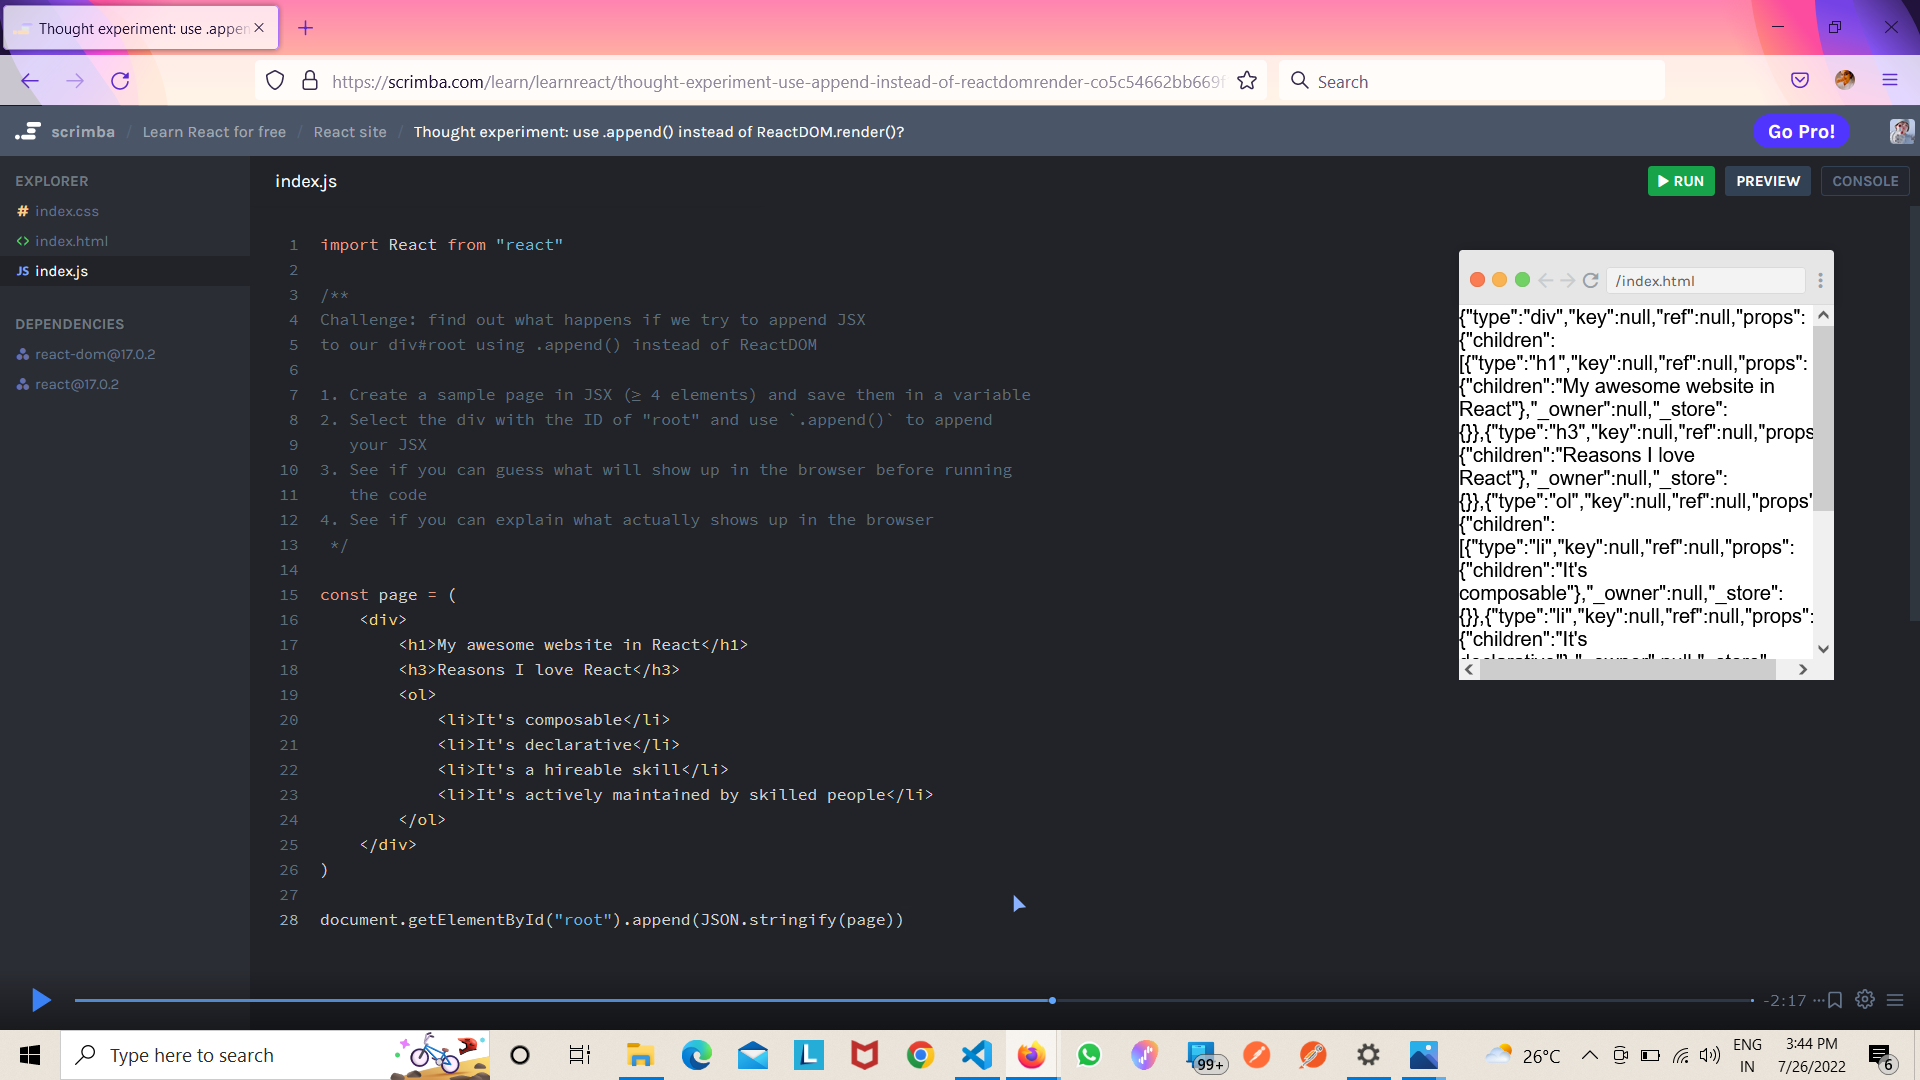 Thought experiment: use .appen
https://scrimba.com/learn/learnreact/thought-experiment-use-append-instead-of-reactdomrender-co5c54662bb669f
Search
scrimba / Learn React for free / React site / Thought experiment: use .append() instead of ReactDOM.render()?
Go Pro!
EXPLORER
# index.css
<> index.html
JS index.js
DEPENDENCIES
react-dom@17.0.2
react@17.0.2
index.js
RUN
PREVIEW
CONSOLE
1 import React from "react"
2
3 /**
4 Challenge: find out what happens if we try to append JSX
5 to our div#root using .append() instead of ReactDOM
6
7 1. Create a sample page in JSX (≥ 4 elements) and save them in a variable
8 2. Select the div with the ID of "root" and use `.append()` to append
9 your JSX
10 3. See if you can guess what will show up in the browser before running
11 the code
12 4. See if you can explain what actually shows up in the browser
13 */
14
15 const page = (
16 <div>
17 <h1>My awesome website in React</h1>
18 <h3>Reasons I love React</h3>
19 <ol>
20 <li>It's composable</li>
21 <li>It's declarative</li>
22 <li>It's a hireable skill</li>
23 <li>It's actively maintained by skilled people</li>
24 </ol>
25 </div>
26 )
27
28 document.getElementById("root").append(JSON.stringify(page))
/index.html
{"type":"div","key":null,"ref":null,"props":
{"children":
[{"type":"h1","key":null,"ref":null,"props":
{"children":"My awesome website in
React"},"_owner":null,"_store":
{}},{"type":"h3","key":null,"ref":null,"props
{"children":"Reasons I love
React"},"_owner":null,"_store":
{}},{"type":"ol","key":null,"ref":null,"props"
{"children":
[{"type":"li","key":null,"ref":null,"props":
{"children":"It's
composable"},"_owner":null,"_store":
{}},{"type":"li","key":null,"ref":null,"props":
{"children":"It's
declarative"},"_owner":null,"_store":
-2:17
Type here to search
L
99+
26°C
ENG
IN
3:44 PM
7/26/2022
6